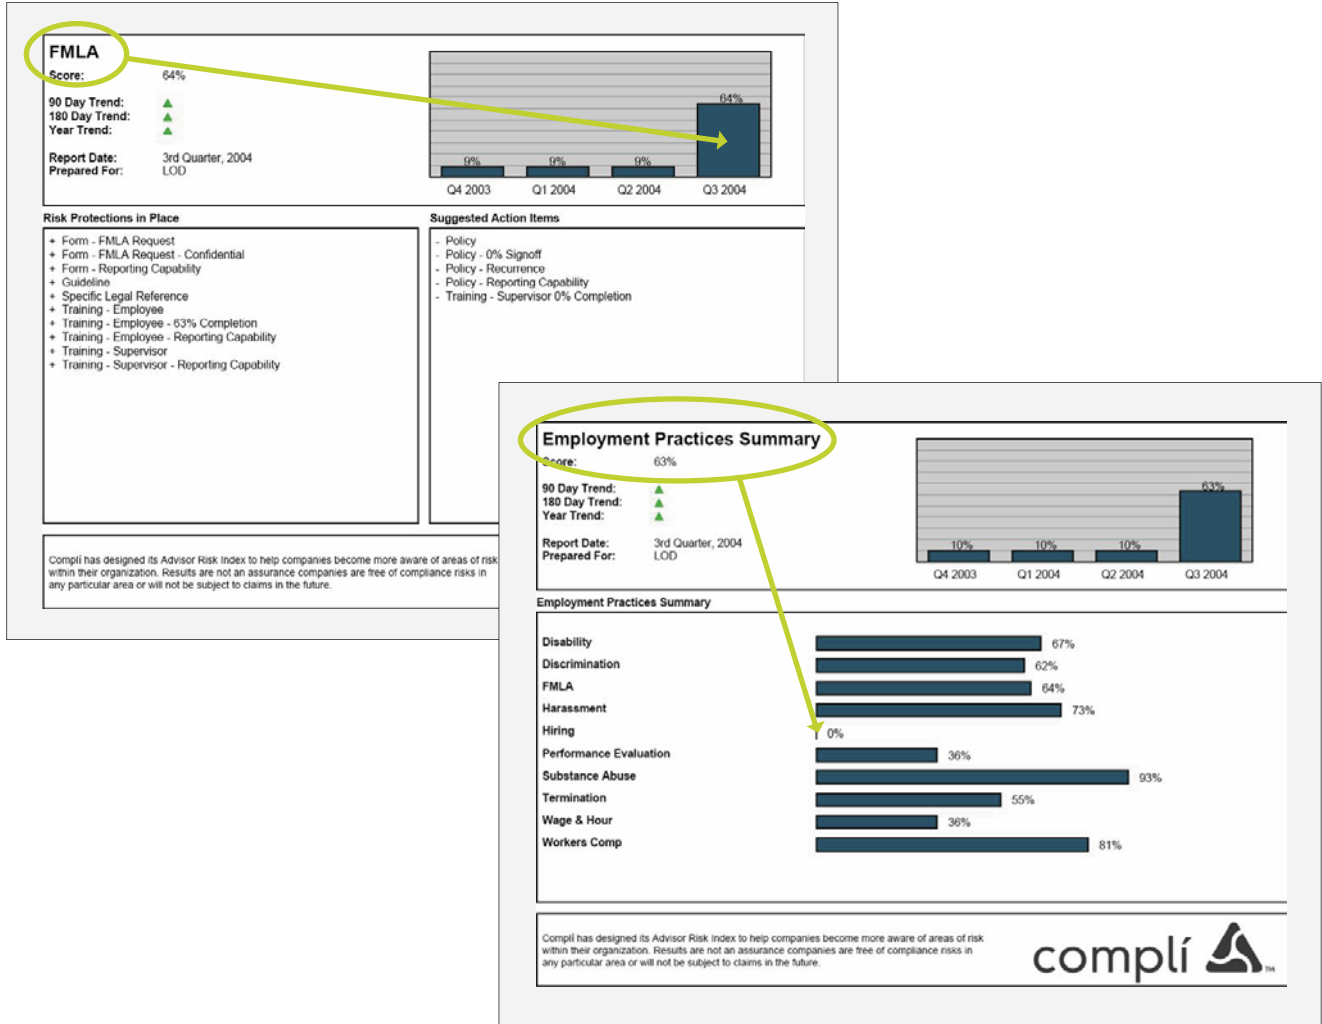 FMLA
Score: 64%
90 Day Trend:
180 Day Trend:
Year Trend:
Report Date: 3rd Quarter, 2004
Prepared For: LOD
64%
9% 9% 9%
Q4 2003 Q1 2004 Q2 2004 Q3 2004
Risk Protections in Place
+ Form - FMLA Request
+ Form - FMLA Request - Confidential
+ Form - Reporting Capability
+ Guideline
+ Specific Legal Reference
+ Training - Employee
+ Training - Employee - 63% Completion
+ Training - Employee - Reporting Capability
+ Training - Supervisor
+ Training - Supervisor - Reporting Capability
Suggested Action Items
- Policy
- Policy - 0% Signoff
- Policy - Recurrence
- Policy - Reporting Capability
- Training - Supervisor 0% Completion
Complí has designed its Advisor Risk Index to help companies become more aware of areas of risk
within their organization. Results are not an assurance companies are free of compliance risks in
any particular area or will not be subject to claims in the future.
Employment Practices Summary
Score: 63%
90 Day Trend:
180 Day Trend:
Year Trend:
Report Date: 3rd Quarter, 2004
Prepared For: LOD
63%
10% 10% 10%
Q4 2003 Q1 2004 Q2 2004 Q3 2004
Employment Practices Summary
Disability 67%
Discrimination 62%
FMLA 64%
Harassment 73%
Hiring 0%
Performance Evaluation 36%
Substance Abuse 93%
Termination 55%
Wage & Hour 36%
Workers Comp 81%
Complí has designed its Advisor Risk Index to help companies become more aware of areas of risk
within their organization. Results are not an assurance companies are free of compliance risks in
any particular area or will not be subject to claims in the future.
complí TM